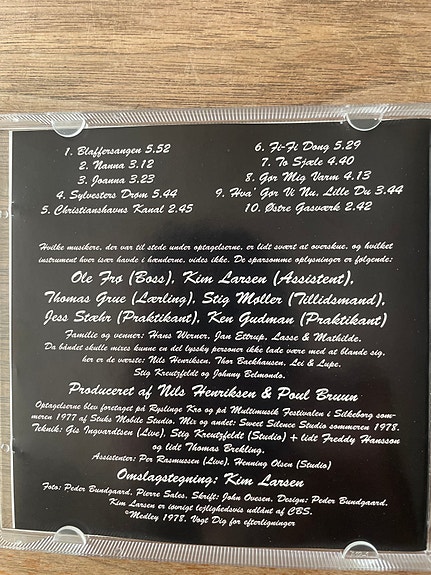 1. Bläffersangen 5.52
2. Nanna 3.12
3. Joanna 3.23
4. Sylvesters Drøm 5.44
5. Christianshavns Kanal 2.45
6. Fi-Fi Dong 5.29
7. To Sjæle 4.40
8. Gør Mig Varm 4.13
9. Hva' Gør Vi Nu, Lille Du 3.44
10. Østre Gasværk 2.42
Hvilke musikere, der var til stede under optagelserne, er lidt svært at overskue, og hvilket
instrument hver især havde i hænderne, vides ikke. De sparsomme oplysninger er følgende:
Ole Frø (Boss), Kim Larsen (Assistent),
Thomas Grue (Lærling), Stig Møller (Tillidsmand),
Jess Stæhr (Praktikant), Ken Gudman (Praktikant)
Familie og venner: Hans Werner, Jan Ettrup, Lasse & Mathilde.
Da båndet skulle mixes kunne en del lyssky personer ikke lade være med at blande sig,
her er de værste: Nils Henriksen, Thor Backhausen, Lei & Lupe,
Stig Kreutzfeldt og Johnny Belmondo.
Produceret af Nils Henriksen & Poul Bruun
Optagelserne blev foretaget på Ryslinge Kro og på Multimusik Festivalen i Silkeborg som-
meren 1977 af Stuks Mobile Studio. Mix og andet: Sweet Silence Studio sommeren 1978.
Teknik: Gis Ingvardtsen (Live), Stig Kreutzfeldt (Studio) + lidt Freddy Hansson
og lidt Thomas Brekling.
Assistenter: Per Rasmussen (Live), Henning Olsen (Studio)
Omslagstegning: Kim Larsen
Foto: Peder Bundgaard, Pierre Sales. Skrift: John Ovesen. Design: Peder Bundgaard.
Kim Larsen er iøvrigt lejlighedsvis udlånt af CBS.
©Medley 1978. Vogt Dig for efterligninger